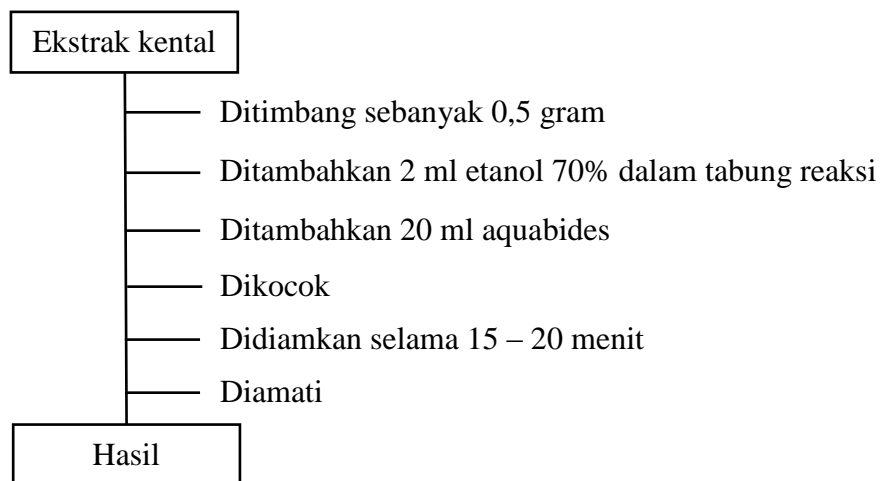 Ekstrak kental
Ditimbang sebanyak 0,5 gram
Ditambahkan 2 ml etanol 70% dalam tabung reaksi
Ditambahkan 20 ml aquabides
Dikocok
Didiamkan selama 15 – 20 menit
Diamati
Hasil